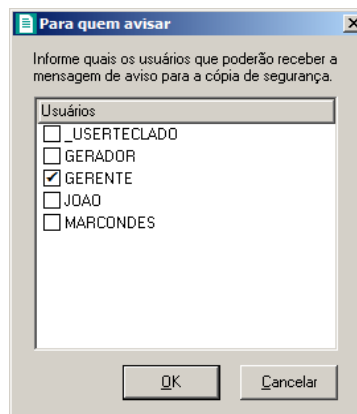 Para quem avisar
Informe quais os usuários que poderão receber a
mensagem de aviso para a cópia de segurança.
Usuários
_USERTECLADO
GERADOR
GERENTE
JOAO
MARCONDES
OK
Cancelar